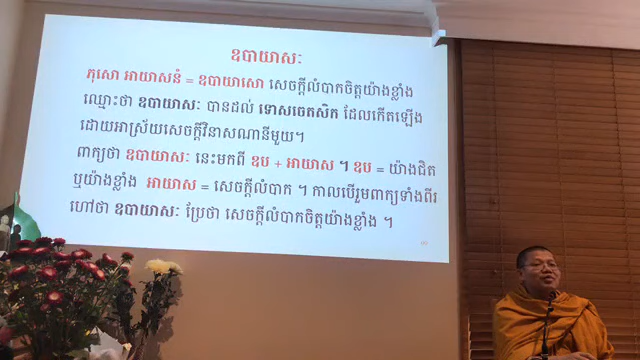 ឧបាយាសៈ
ភុសោ អាយាសនំ = ឧបាយាសោ សេចក្ដីលំបាកចិត្តយ៉ាងខ្លាំង
ឈ្មោះថា ឧបាយាសៈ បានដល់ ទោសចេតសិក ដែលកើតឡើង
ដោយអាស្រ័យសេចក្ដីវិនាសណានីមួយ។
ពាក្យថា ឧបាយាសៈ នេះមកពី ឧប + អាយាស ។ ឧប = យ៉ាងជិត
ឬយ៉ាងខ្លាំង អាយាស = សេចក្ដីលំបាក ។ កាលបើរួមពាក្យទាំងពីរ
ហៅថា ឧបាយាសៈ ប្រែថា សេចក្ដីលំបាកចិត្តយ៉ាងខ្លាំង ។